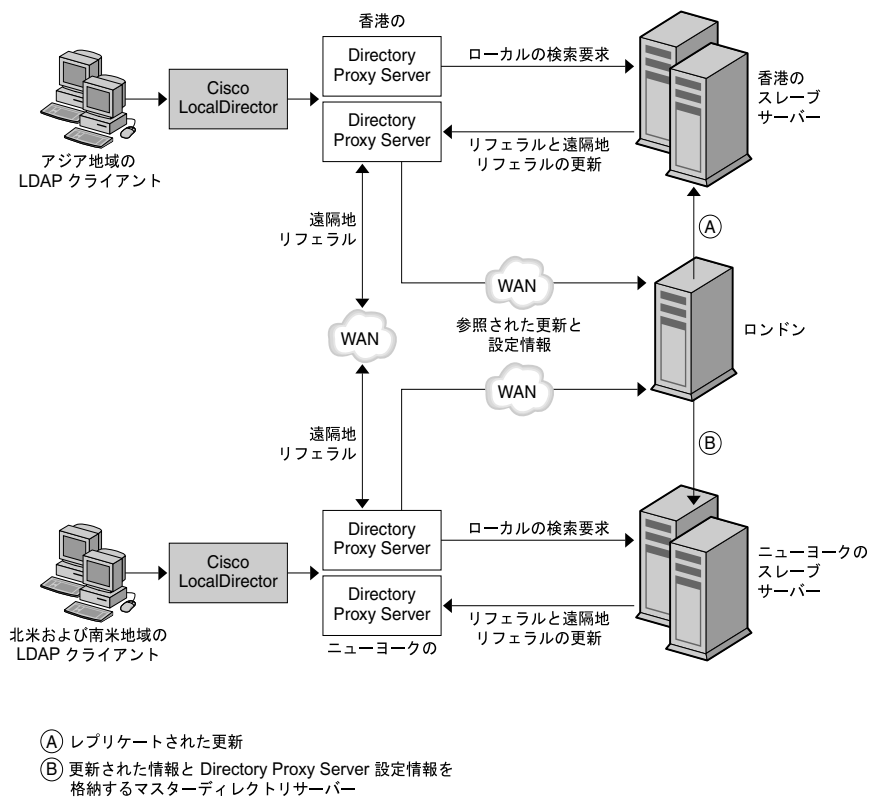 香港の
Directory
Proxy Server
ローカルの検索要求
Cisco
LocalDirector
香港の
スレーブ
サーバー
Directory
Proxy Server
リフェラルと遠隔地
リフェラルの更新
アジア地域の
LDAP クライアント
遠隔地
リフェラル
A
WAN
参照された更新と
設定情報
ロンドン
WAN
WAN
遠隔地
リフェラル
B
Directory
Proxy Server
ローカルの検索要求
Cisco
LocalDirector
ニューヨークの
スレーブ
サーバー
Directory
Proxy Server
リフェラルと遠隔地
リフェラルの更新
北米および南米地域の
LDAP クライアント
ニューヨークの
A レプリケートされた更新
B 更新された情報と Directory Proxy Server 設定情報を
格納するマスターディレクトリサーバー